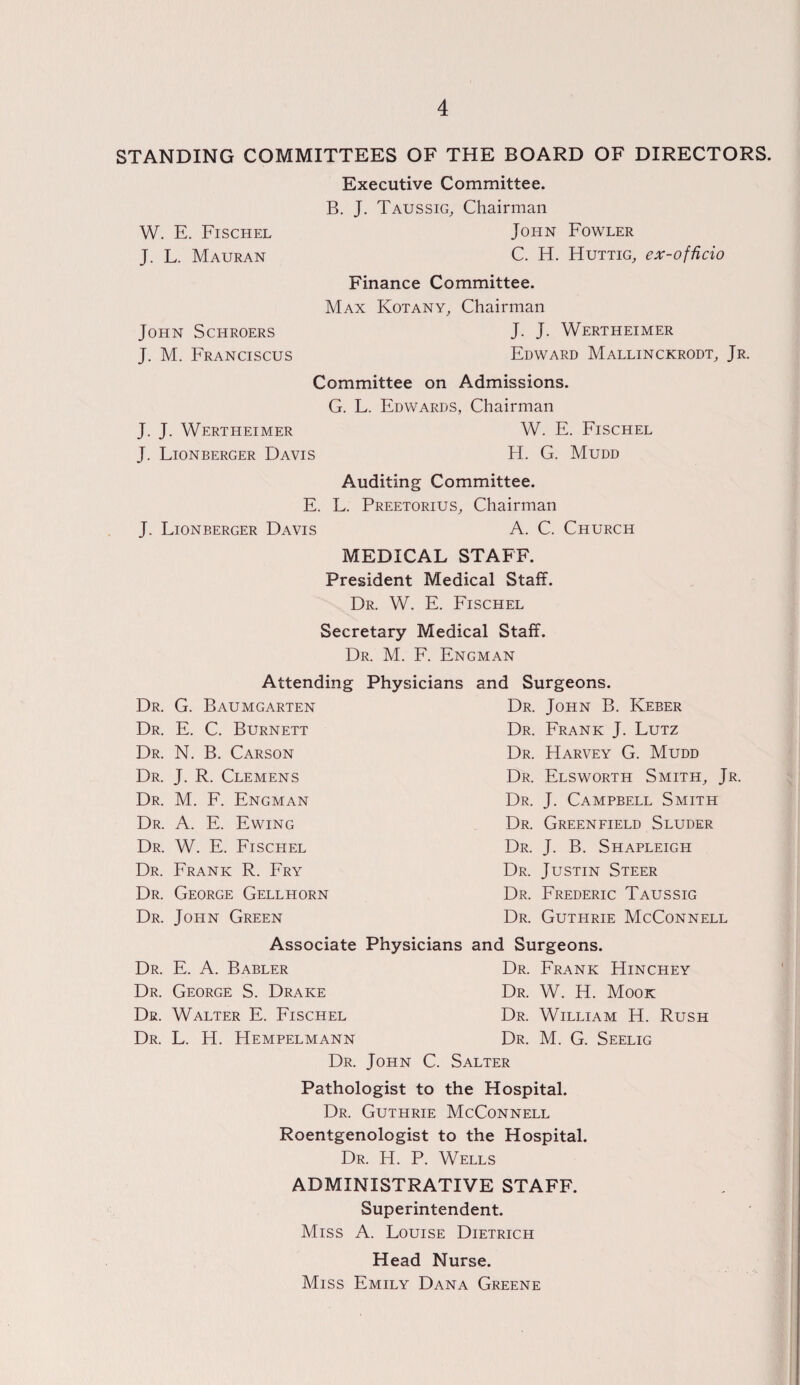 4
STANDING COMMITTEES OF THE BOARD OF DIRECTORS.
Executive Committee.
B. J. Taussig, Chairman
W. E. Fischel John Fowler
J. L. Mauran C. H. Huttig, ex-officio
Finance Committee.
Max Kotany, Chairman
John Schroers J. J. Wertheimer
J. M. Franciscus Edward Mallinckrodt, Jr.
Committee on Admissions.
G. L. Edwards, Chairman
J. J. Wertheimer W. E. Fischel
J. Lionberger Davis H. G. Mudd
Auditing Committee.
E. L. Preetorius, Chairman
J. Lionberger Davis A. C. Church
MEDICAL STAFF.
President Medical Staff.
Dr. W. E. Fischel
Secretary Medical Staff.
Dr. M. F. Engman
Attending Physicians and Surgeons.
Dr. G. Baumgarten Dr. John B. Keber
Dr. E. C. Burnett Dr. Frank J. Lutz
Dr. N. B. Carson Dr. Harvey G. Mudd
Dr. J. R. Clemens Dr. Elsworth Smith, Jr.
Dr. M. F. Engman Dr. J. Campbell Smith
Dr. A. E. Ewing Dr. Greenfield Sluder
Dr. W. E. Fischel Dr. J. B. Shapleigh
Dr. Frank R. Fry Dr. Justin Steer
Dr. George Gellhorn Dr. Frederic Taussig
Dr. John Green Dr. Guthrie McConnell
Associate Physicians and Surgeons.
Dr. E. A. Babler Dr. Frank Hinchey
Dr. George S. Drake Dr. W. H. Mook
Dr. Walter E. Fischel Dr. William H. Rush
Dr. L. H. Hempelmann Dr. M. G. Seelig
Dr. John C. Salter
Pathologist to the Hospital.
Dr. Guthrie McConnell
Roentgenologist to the Hospital.
Dr. H. P. Wells
ADMINISTRATIVE STAFF.
Superintendent.
Miss A. Louise Dietrich
Head Nurse.
Miss Emily Dana Greene